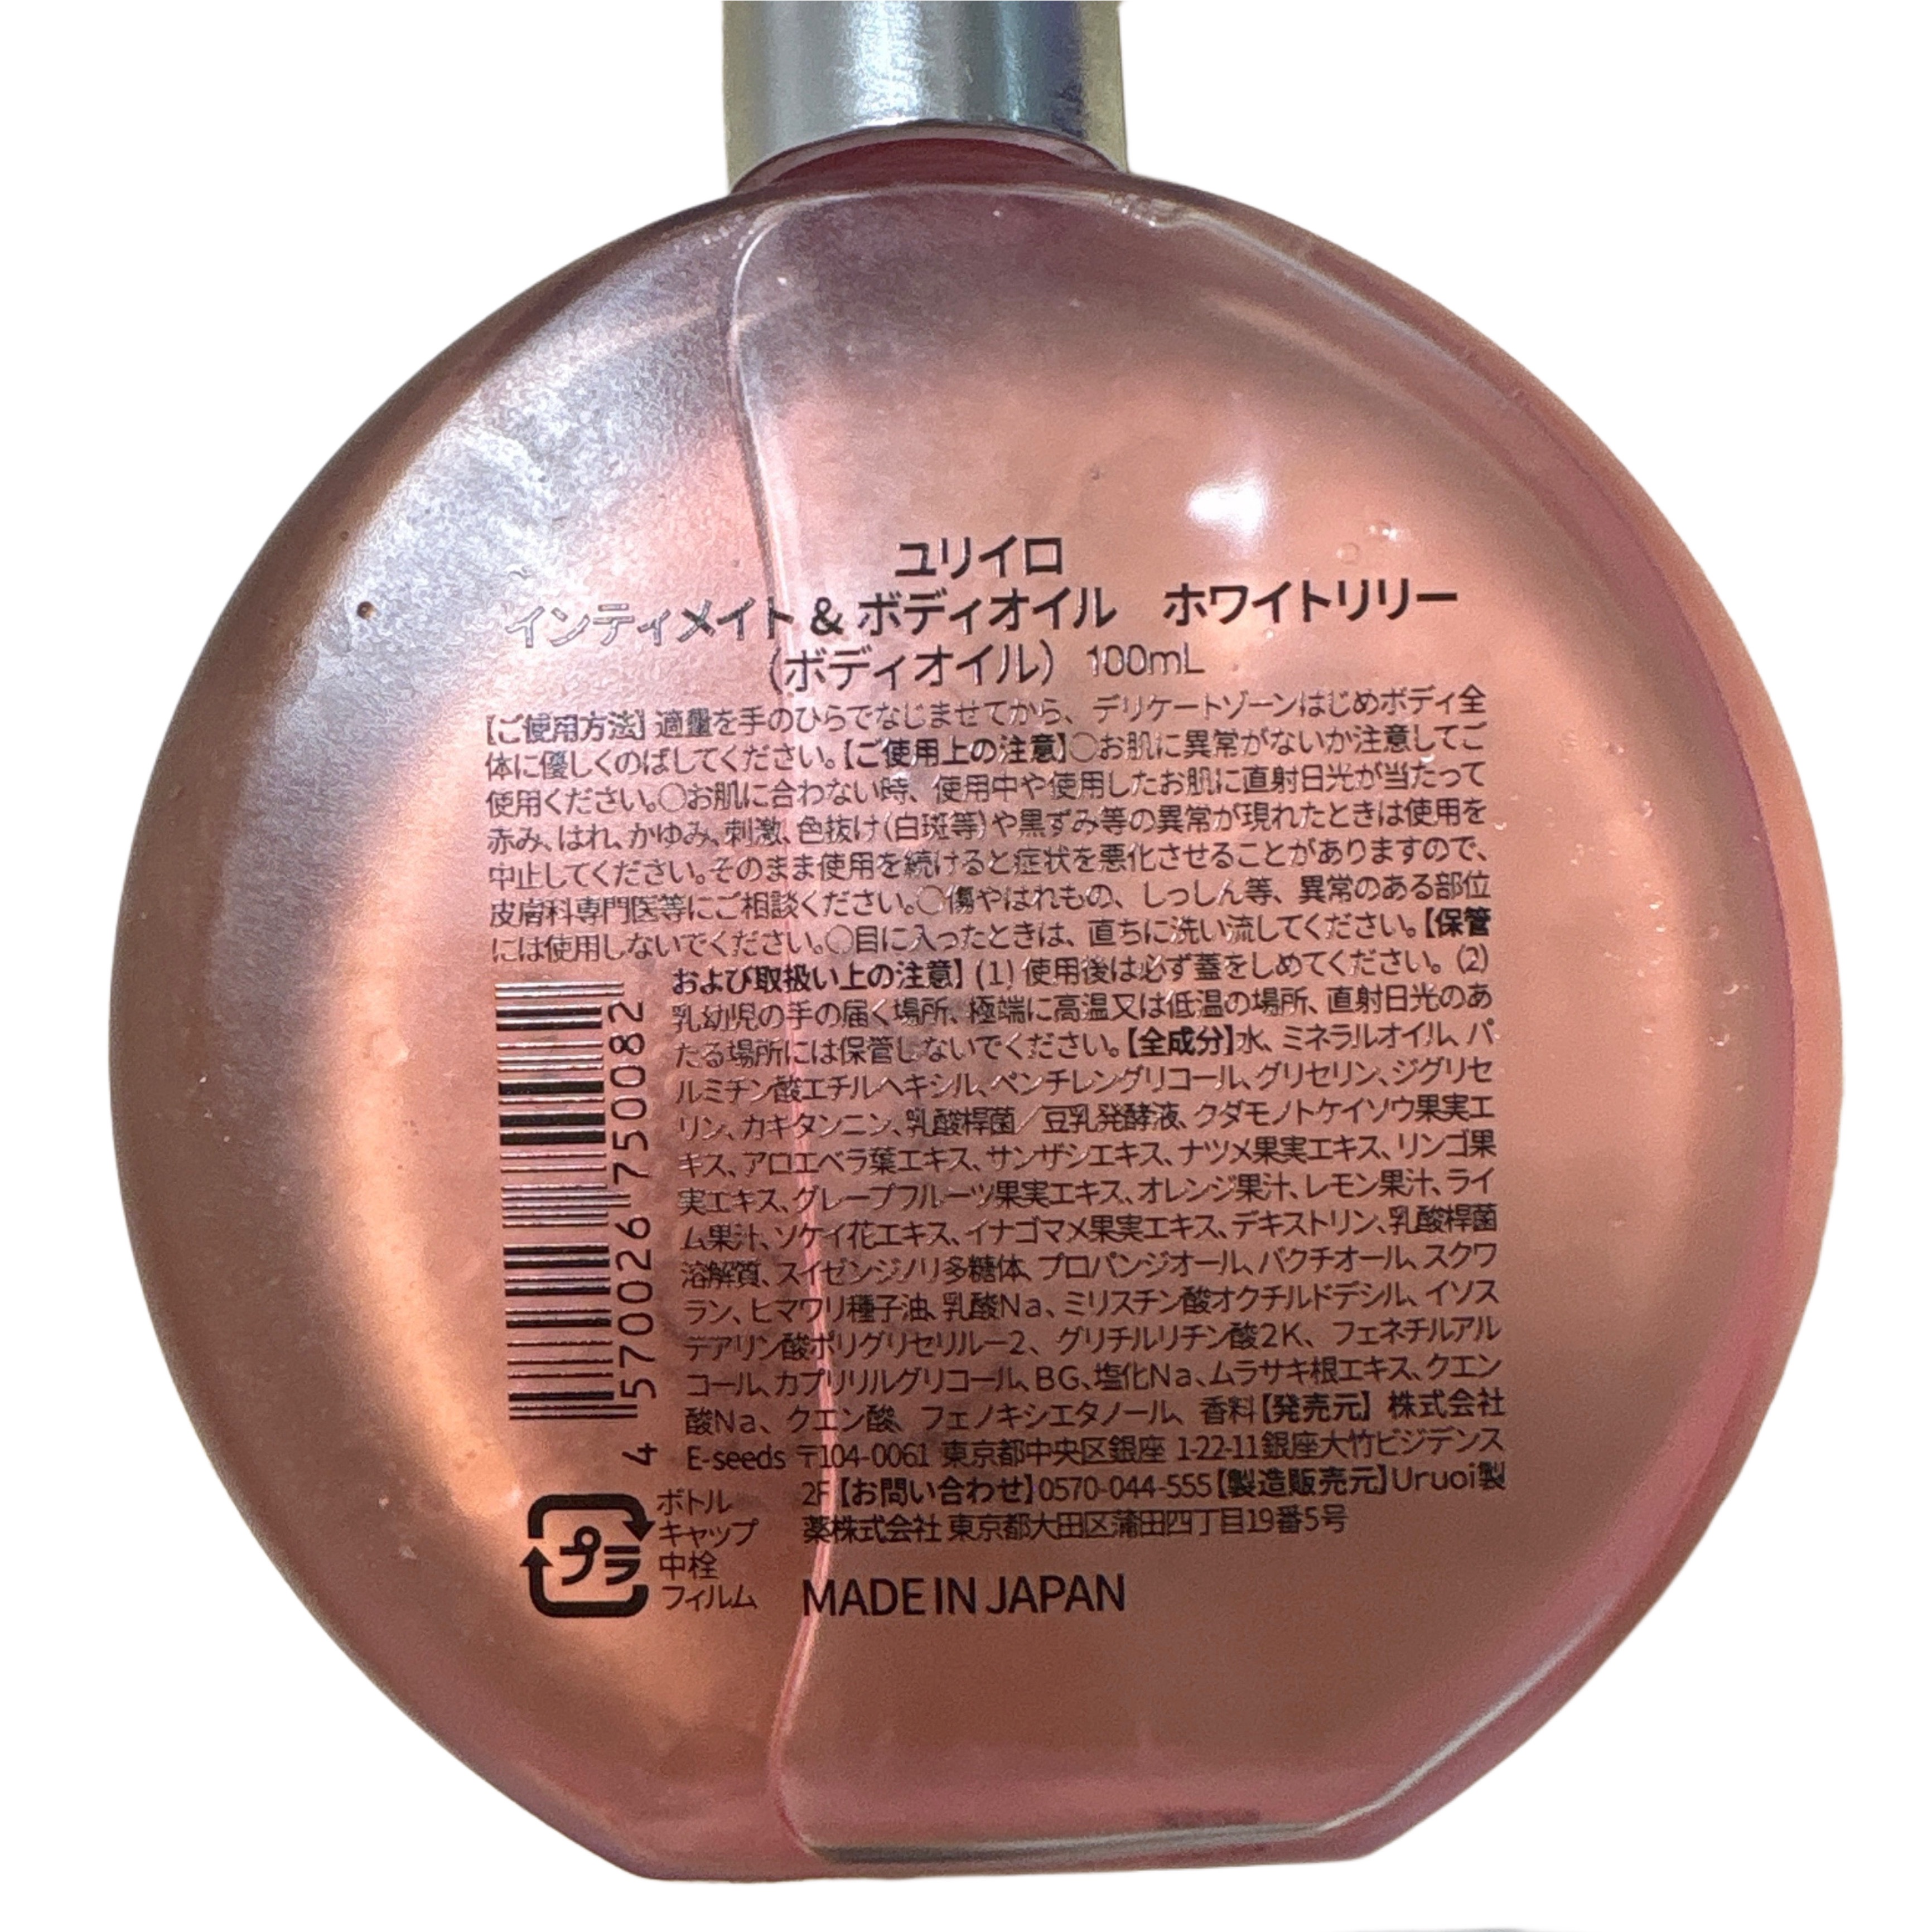 ユリイロ
インティメイト & ボディオイル　ホワイトリリー
（ボディオイル） 100mL
【ご使用方法】適量を手のひらでなじませてから、デリケートゾーンはじめボディ全
体に優しくのばしてください。【ご使用上の注意】○お肌に異常がないか注意してご
使用ください。○お肌に合わない時、使用中や使用したお肌に直射日光が当たって
赤み、はれ、かゆみ、刺激、色抜け（白斑等）や黒ずみ等の異常が現れたときは使用を
中止してください。そのまま使用を続けると症状を悪化させることがありますので、
皮膚科専門医等にご相談ください。○傷やはれもの、しっしん等、異常のある部位
には使用しないでください。○目に入ったときは、直ちに洗い流してください。【保管
および取扱い上の注意】(1) 使用後は必ず蓋をしめてください。(2)
乳幼児の手の届く場所、極端に高温又は低温の場所、直射日光のあ
たる場所には保管しないでください。【全成分】水、ミネラルオイル、パ
ルミチン酸エチルヘキシル、ペンチレングリコール、グリセリン、ジグリセ
リン、カキタンニン、乳酸桿菌／豆乳発酵液、クダモノトケイソウ果実エ
キス、アロエベラ葉エキス、サンザシエキス、ナツメ果実エキス、リンゴ果
実エキス、グレープフルーツ果実エキス、オレンジ果汁、レモン果汁、ライ
ム果汁、ソケイ花エキス、イナゴマメ果実エキス、デキストリン、乳酸桿菌
溶解質、スイゼンジノリ多糖体、プロパンジオール、バクチオール、スクワ
ラン、ヒマワリ種子油、乳酸Na、ミリスチン酸オクチルドデシル、イソス
テアリン酸ポリグリセリルー2、グリチルリチン酸2K、フェネチルアル
コール、カプリリルグリコール、BG、塩化Na、ムラサキ根エキス、クエン
酸Na、クエン酸、フェノキシエタノール、香料【発売元】株式会社
E-seeds 〒104-0061 東京都中央区銀座 1-22-11銀座大竹ビジデンス
2F【お問い合わせ】0570-044-555【製造販売元】Uruoi製
薬株式会社 東京都大田区蒲田四丁目19番5号
4 570026 750082
プラ
ボトル
キャップ
中栓
フィルム
MADE IN JAPAN